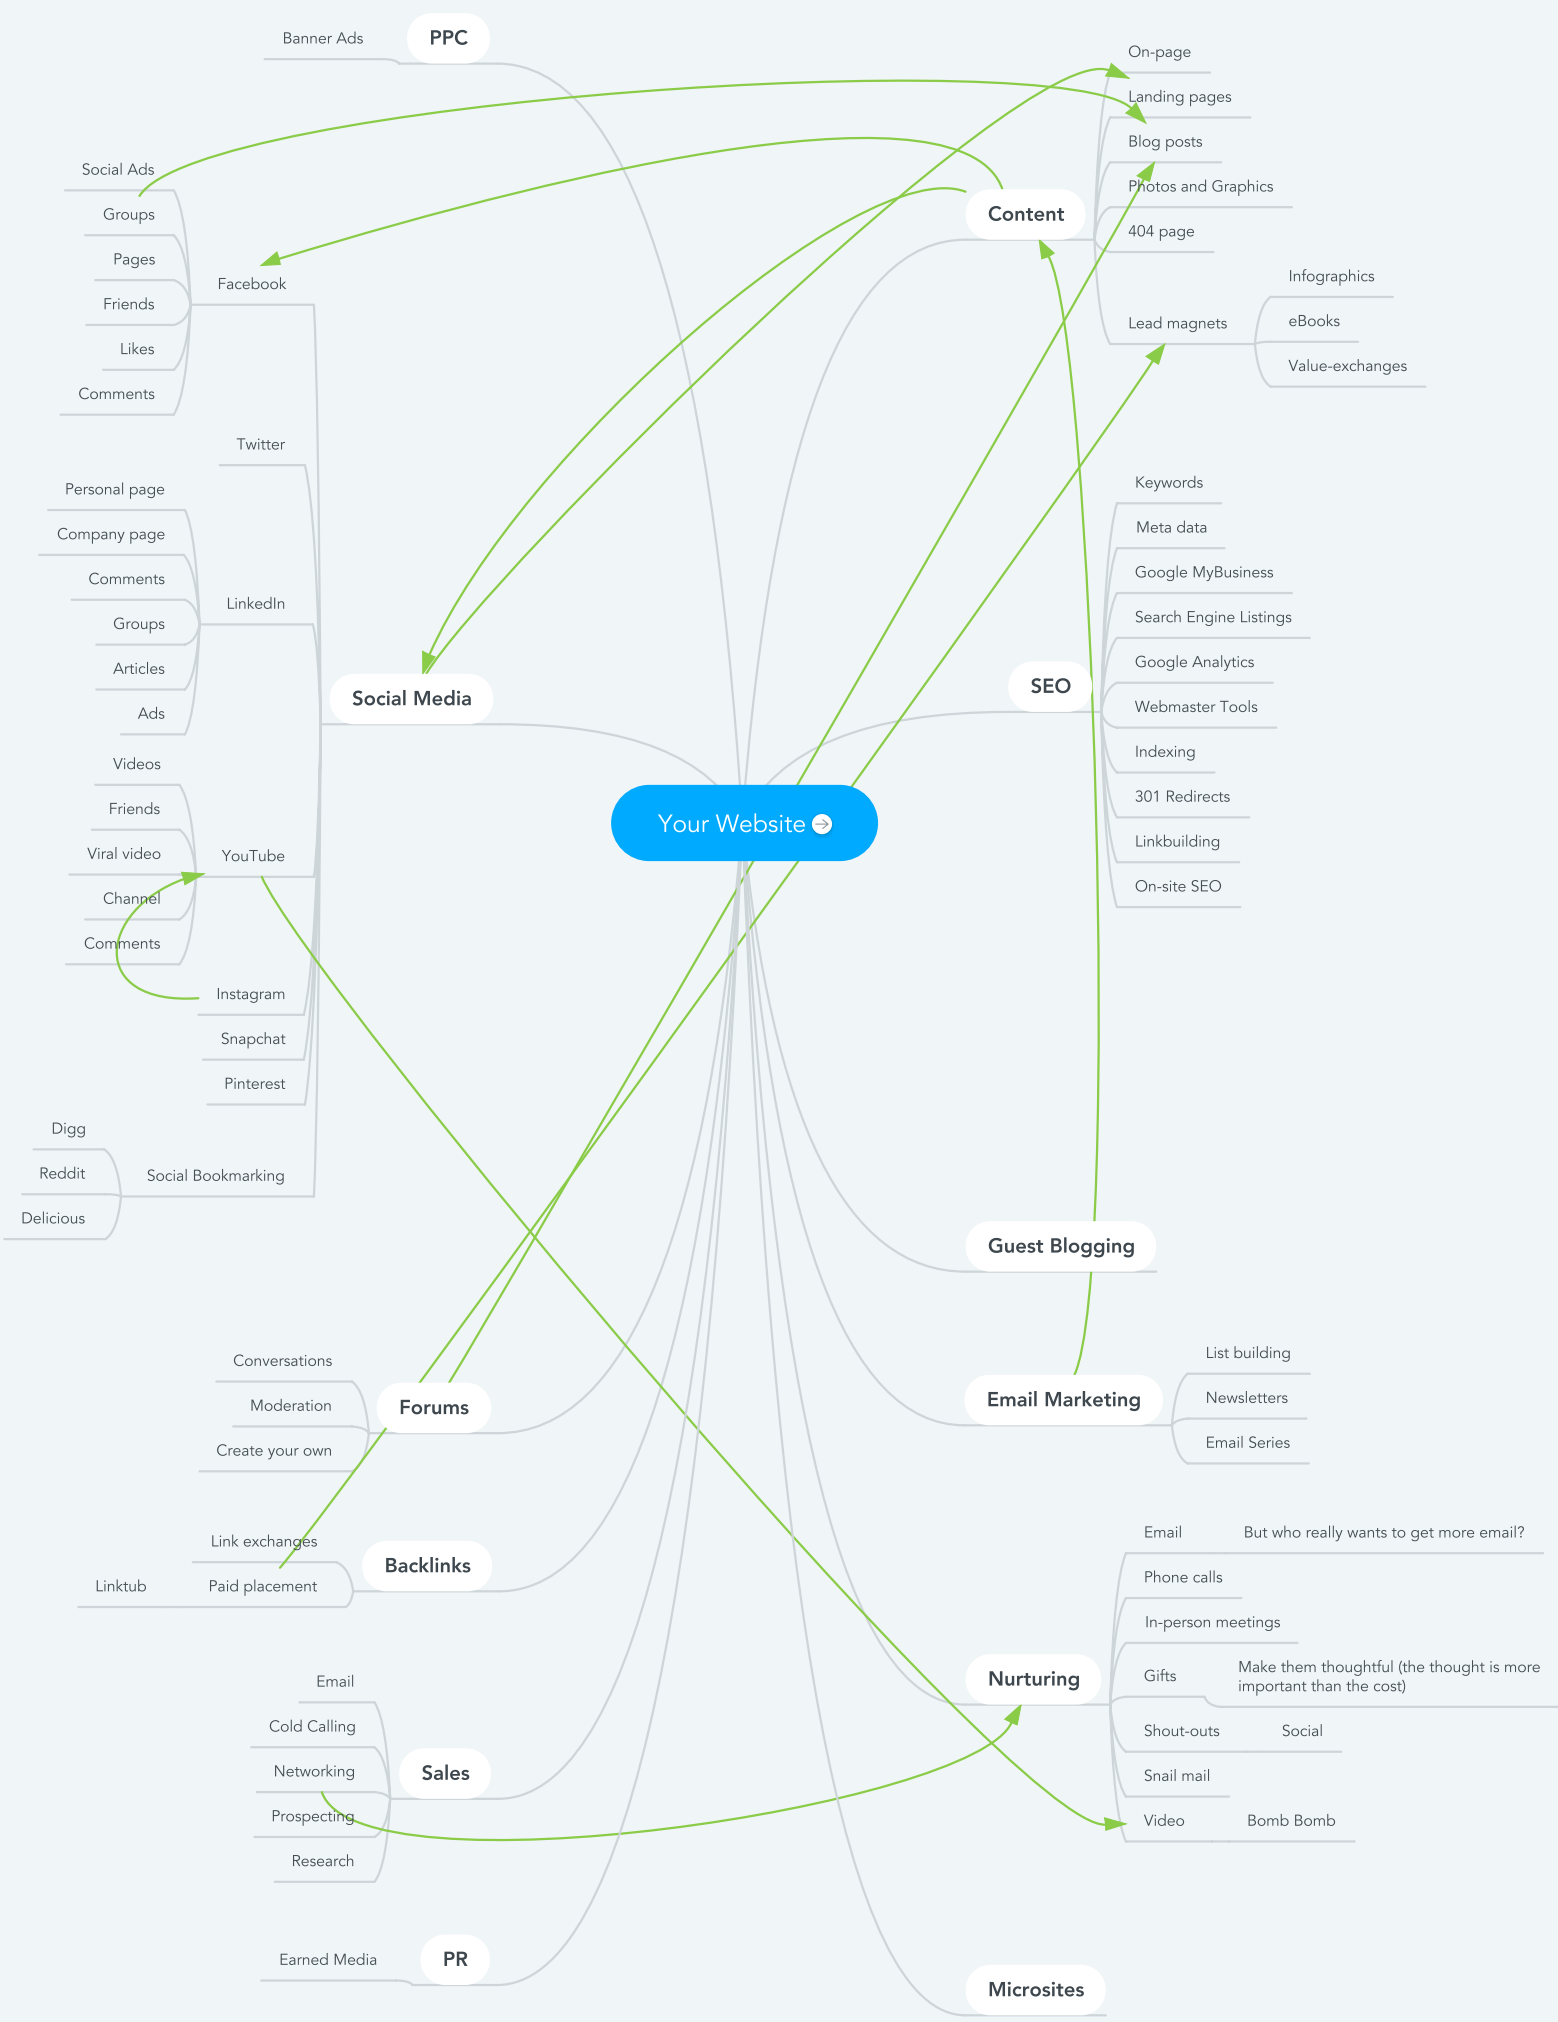 Banner Ads
PPC
Social Ads
Groups
Pages
Friends
Likes
Comments
Facebook
Twitter
Personal page
Company page
Comments
Groups
Articles
Ads
LinkedIn
Social Media
Videos
Friends
Viral video
Channel
Comments
YouTube
Instagram
Snapchat
Pinterest
Digg
Reddit
Delicious
Social Bookmarking
Conversations
Moderation
Create your own
Forums
Link exchanges
Linktub
Paid placement
Backlinks
Email
Cold Calling
Networking
Prospecting
Research
Sales
Earned Media
PR
Your Website
Content
On-page
Landing pages
Blog posts
Photos and Graphics
404 page
Lead magnets
Infographics
eBooks
Value-exchanges
SEO
Keywords
Meta data
Google MyBusiness
Search Engine Listings
Google Analytics
Webmaster Tools
Indexing
301 Redirects
Linkbuilding
On-site SEO
Guest Blogging
Email Marketing
List building
Newsletters
Email Series
Nurturing
Email
But who really wants to get more email?
Phone calls
In-person meetings
Gifts
Make them thoughtful (the thought is more
important than the cost)
Shout-outs
Social
Snail mail
Video
Bomb Bomb
Microsites